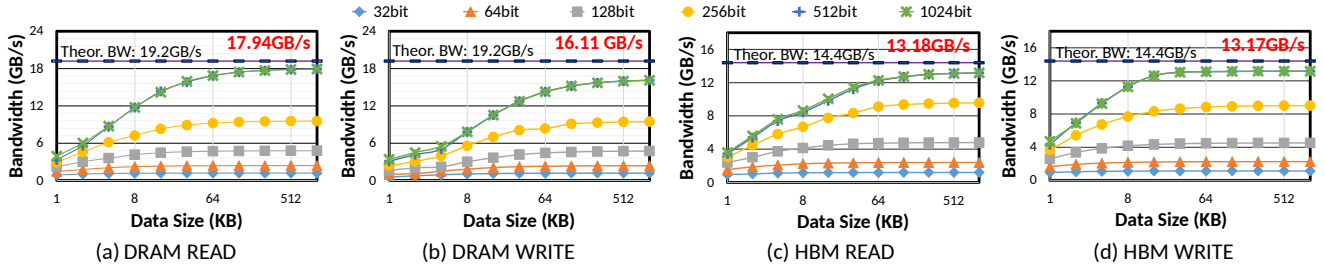 32bit 64bit 128bit 256bit 512bit 1024bit
Bandwidth (GB/s)
24
18
12
6
0
Theor. BW: 19.2GB/s
17.94GB/s
1 8 64 512
Data Size (KB)
(a) DRAM READ
Bandwidth (GB/s)
24
18
12
6
0
Theor. BW: 19.2GB/s
16.11 GB/s
1 8 64 512
Data Size (KB)
(b) DRAM WRITE
Bandwidth (GB/s)
16
12
8
4
0
Theor. BW: 14.4GB/s
13.18GB/s
1 8 64 512
Data Size (KB)
(c) HBM READ
Bandwidth (GB/s)
16
12
8
4
0
Theor. BW: 14.4GB/s
13.17GB/s
1 8 64 512
Data Size (KB)
(d) HBM WRITE